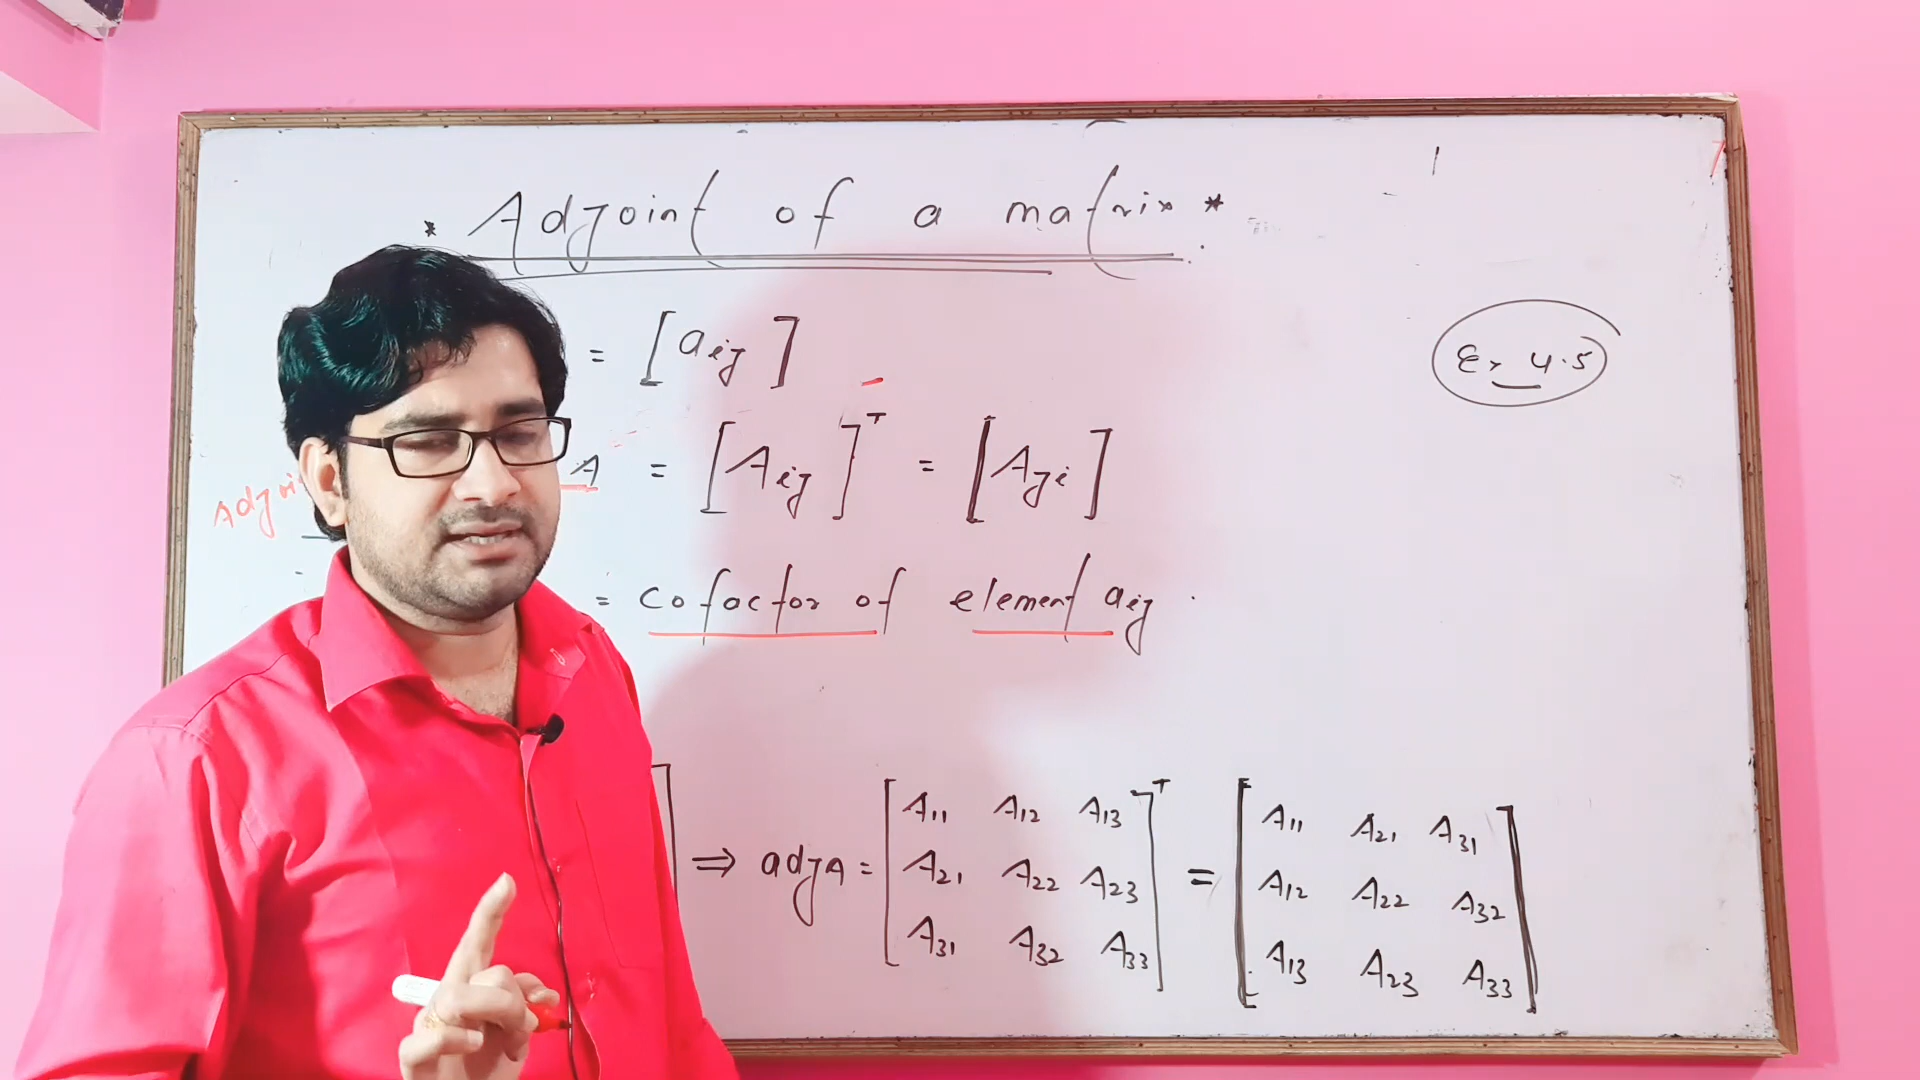 * Adjoint of a matrix *
= [aij]
Ex 4.5
A = [Aij]^T = [Aji]
= cofactor of element aij
⇒ adjA = [A11 A12 A13]^T = [A11 A21 A31]
[A21 A22 A23] [A12 A22 A32]
[A31 A32 A33] [A13 A23 A33]